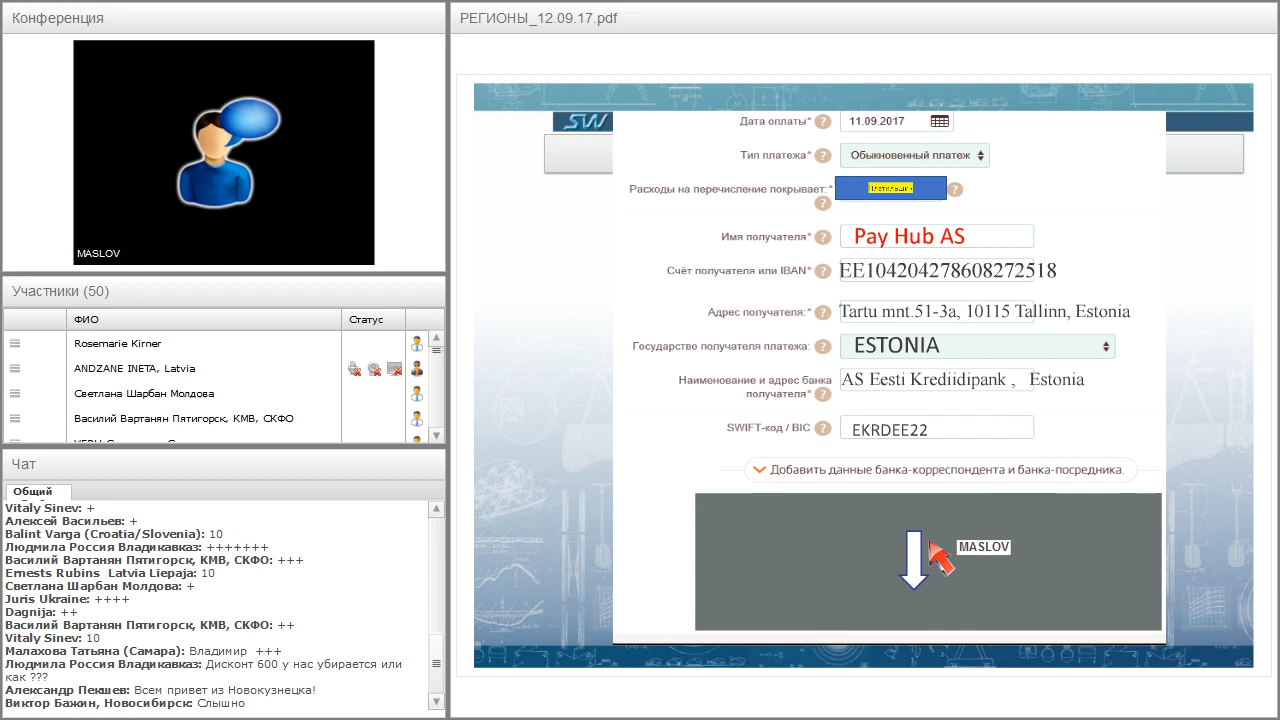 Конференция
MASLOV
Участники (50)
ФИО Статус
Rosemarie Kirner
ANDZANE INETA, Latvia
Светлана Шарбан Молдова
Василий Вартанян Пятигорск, КМВ, СКФО
Чат
Общий
Vitaly Sinev: +
Алексей Васильев: +
Balint Varga (Croatia/Slovenia): 10
Людмила Россия Владикавказ: +++++++
Василий Вартанян Пятигорск, КМВ, СКФО: +++
Ernests Rubins Latvia Liepaja: 10
Светлана Шарбан Молдова: +
Juris Ukraine: ++++
Dagnija: ++
Василий Вартанян Пятигорск, КМВ, СКФО: ++
Vitaly Sinev: 10
Малахова Татьяна (Самара): Владимир +++
Людмила Россия Владикавказ: Дисконт 600 у нас убирается или
как ???
Александр Пекшев: Всем привет из Новокузнецка!
Виктор Бажин, Новосибирск: Слышно
РЕГИОНЫ_12.09.17.pdf
SW
Дата оплаты* ? 11.09.2017
Тип платежа* ? Обыкновенный платеж
Расходы на перечисление покрывает:* Плательщик ?
?
Имя получателя* ? Pay Hub AS
Счёт получателя или IBAN* ? EE104204278608272518
Адрес получателя:* ? Tartu mnt.51-3a, 10115 Tallinn, Estonia
Государство получателя платежа: ? ESTONIA
Наименование и адрес банка AS Eesti Krediidipank , Estonia
получателя* ?
SWIFT-код / BIC ? EKRDEE22
Добавить данные банка-корреспондента и банка-посредника.
MASLOV